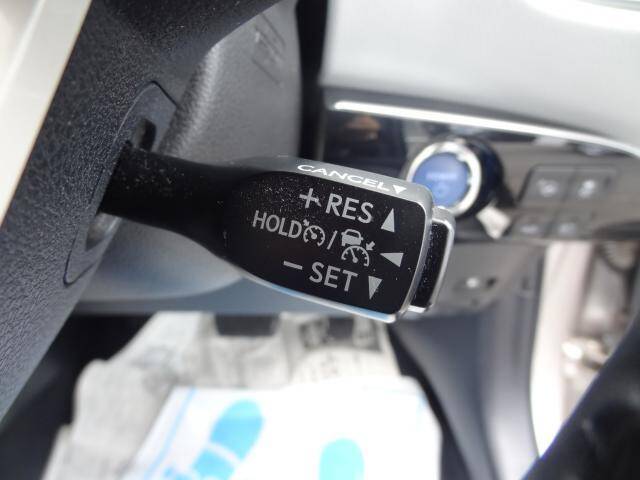 CANCEL▼
+RES ▲
HOLD / ◀
−SET ▼